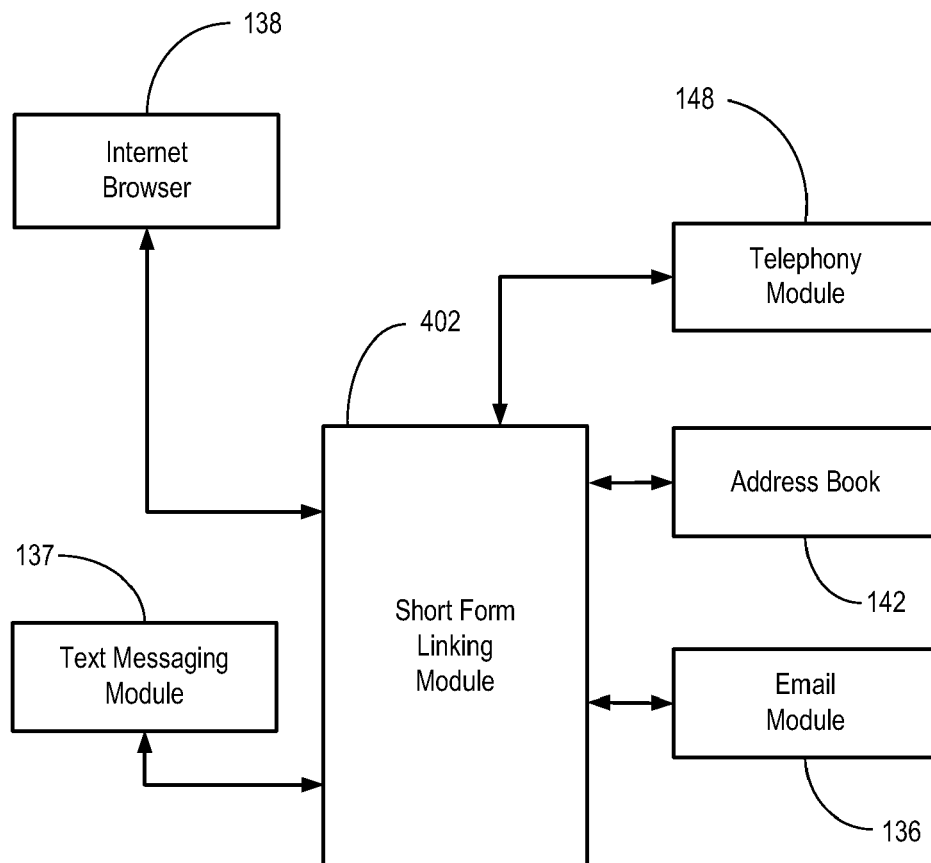 138
Internet
Browser
148
Telephony
Module
402
Address Book
142
137
Text Messaging
Module
Short Form
Linking
Module
Email
Module
136